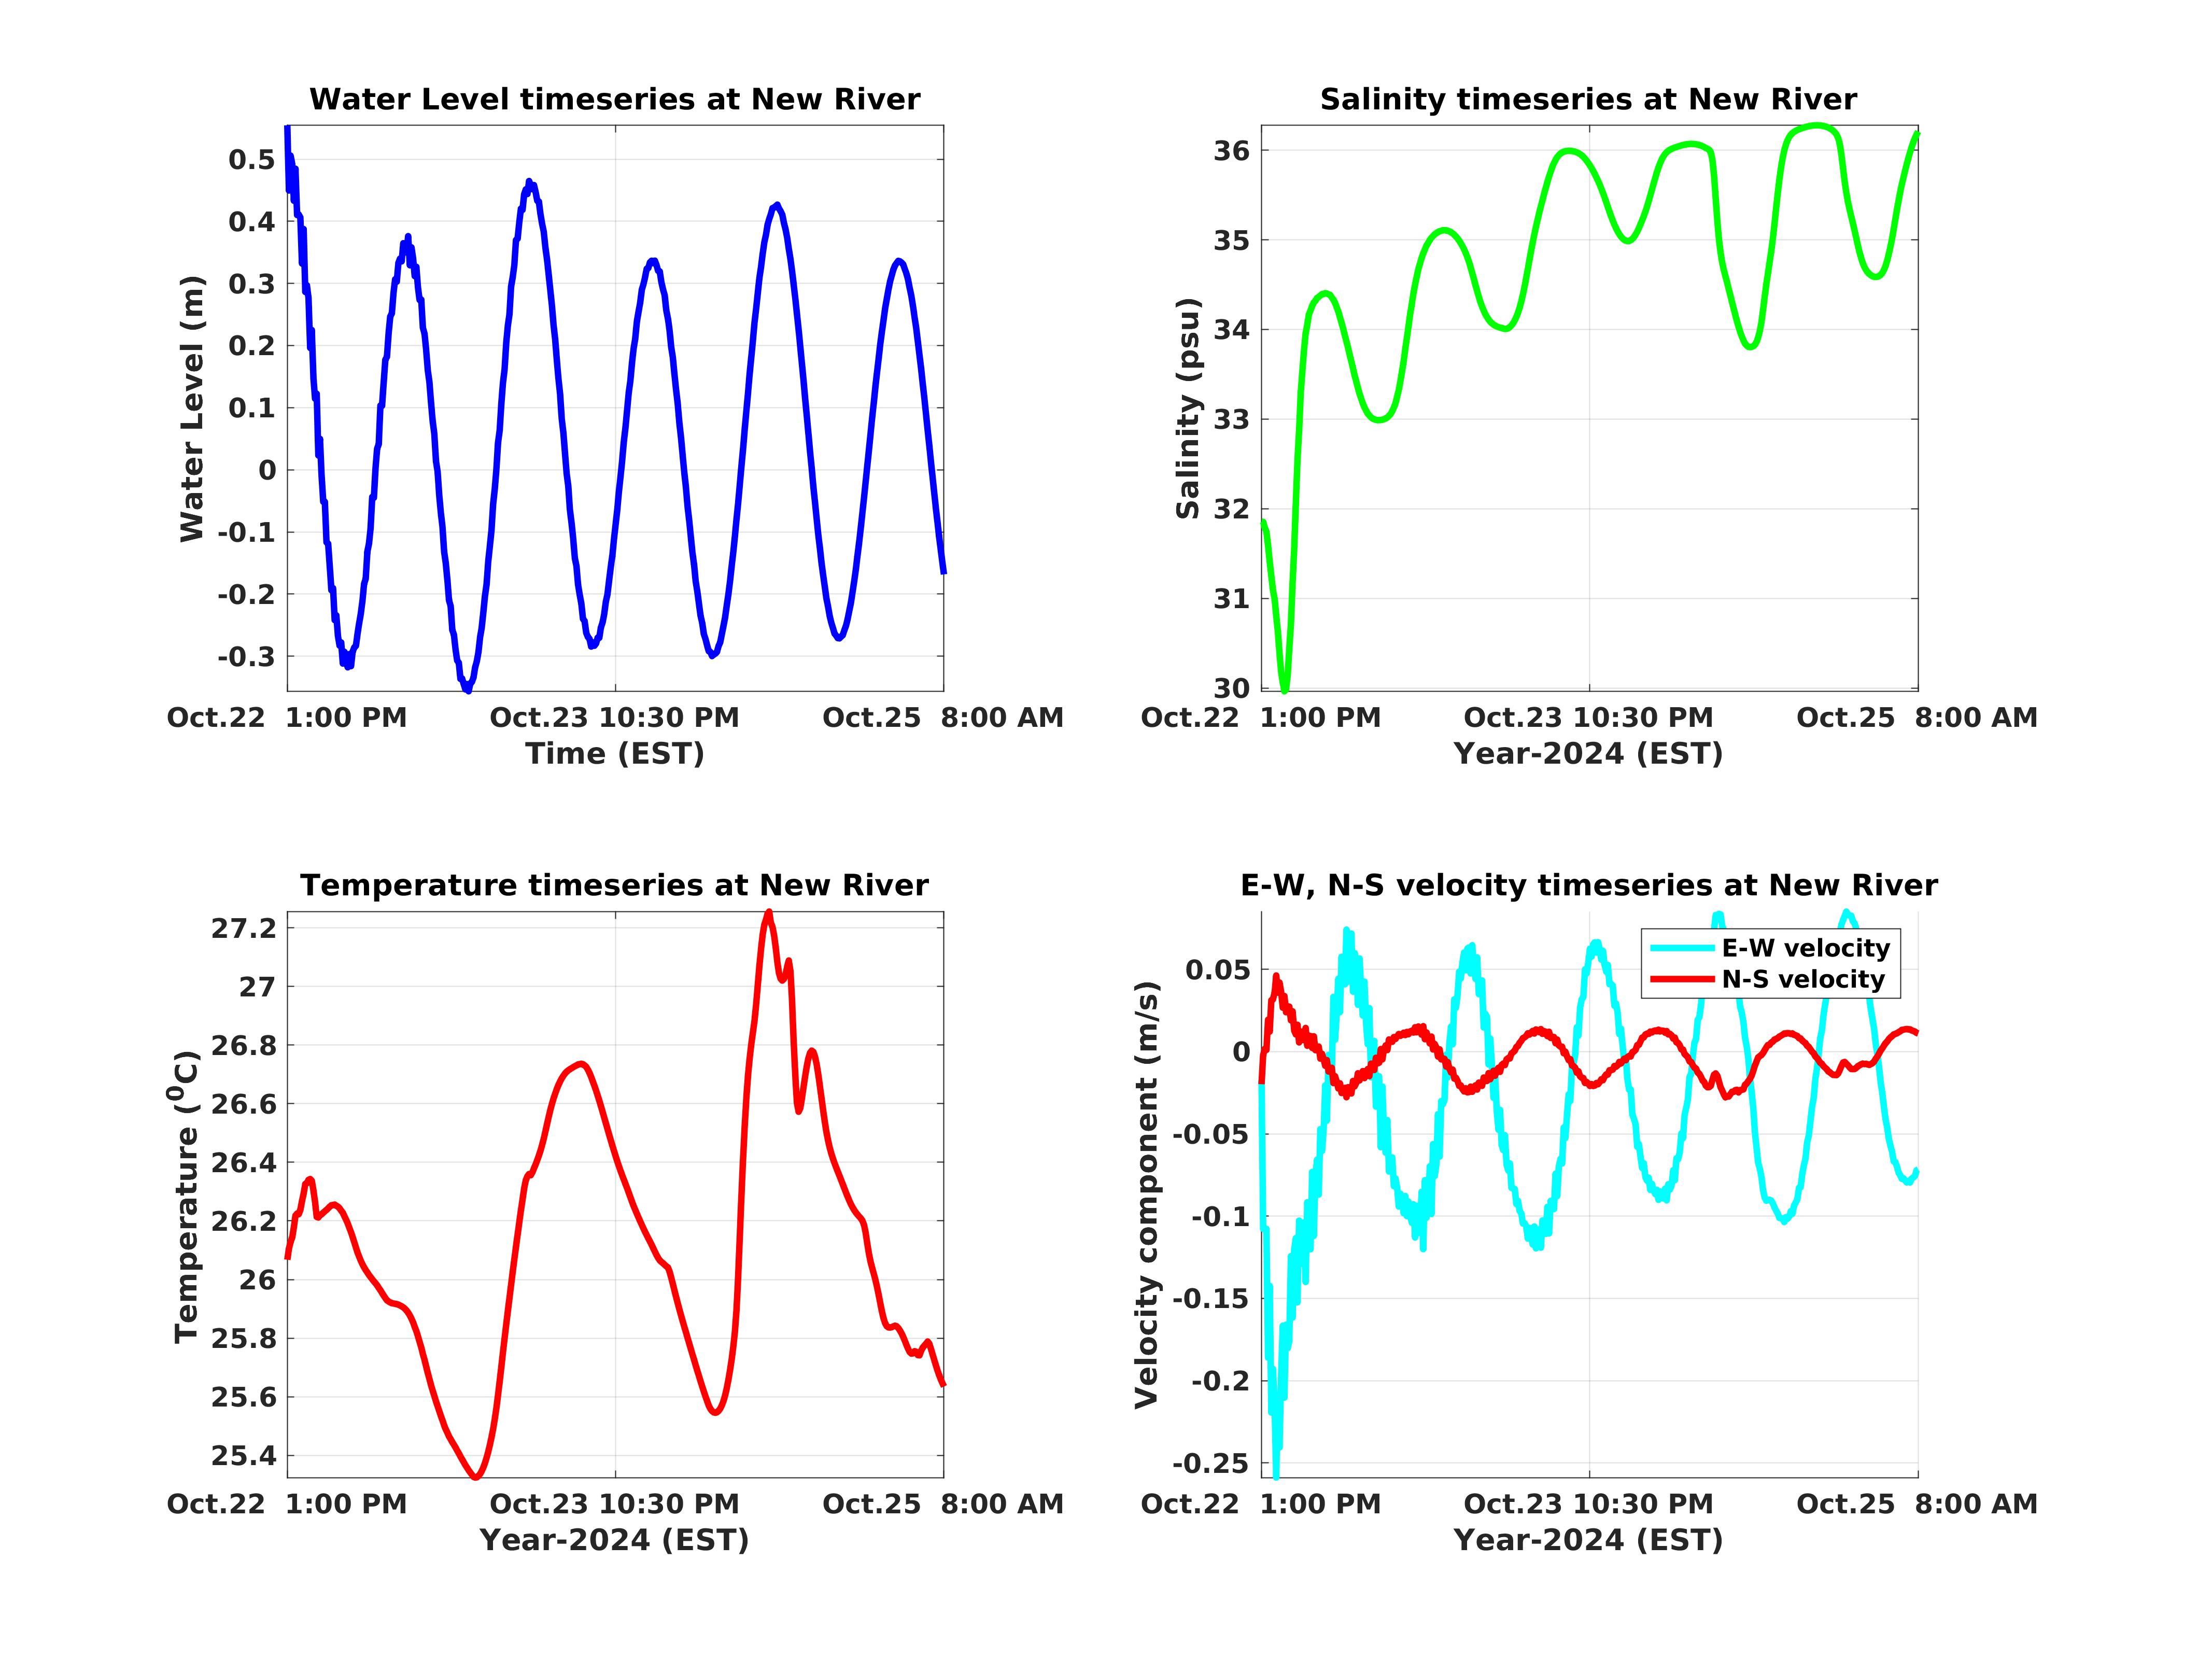 Water Level timeseries at New River
0.5
0.4
0.3
0.2
0.1
0
-0.1
-0.2
-0.3
Water Level (m)
Oct.22 1:00 PM
Oct.23 10:30 PM
Oct.25 8:00 AM
Time (EST)
Salinity timeseries at New River
36
35
34
33
32
31
30
Salinity (psu)
Oct.22 1:00 PM
Oct.23 10:30 PM
Oct.25 8:00 AM
Year-2024 (EST)
Temperature timeseries at New River
27.2
27
26.8
26.6
26.4
26.2
26
25.8
25.6
25.4
Temperature (⁰C)
Oct.22 1:00 PM
Oct.23 10:30 PM
Oct.25 8:00 AM
Year-2024 (EST)
E-W, N-S velocity timeseries at New River
E-W velocity
N-S velocity
0.05
0
-0.05
-0.1
-0.15
-0.2
-0.25
Velocity component (m/s)
Oct.22 1:00 PM
Oct.23 10:30 PM
Oct.25 8:00 AM
Year-2024 (EST)